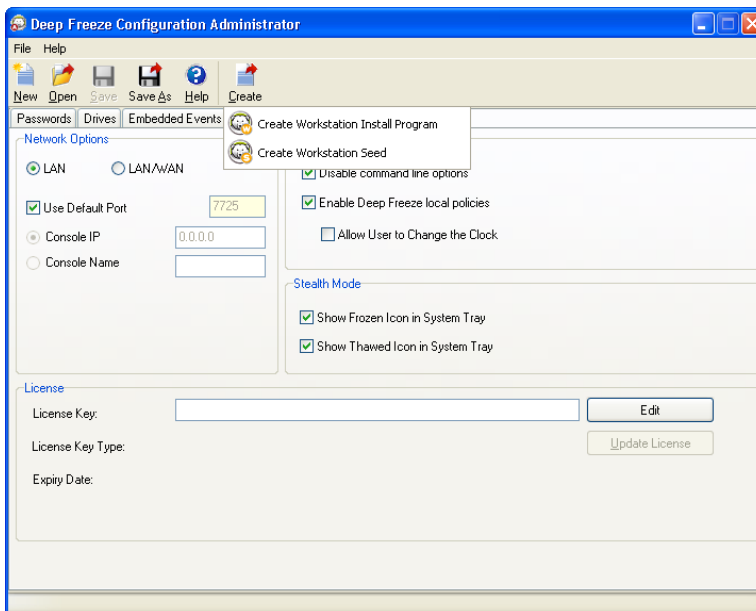 Deep Freeze Configuration Administrator
File Help
New Open Save Save As Help Create
Passwords Drives Embedded Events
Create Workstation Install Program
Create Workstation Seed
Network Options
LAN LAN/WAN
Use Default Port 7725
Console IP 0.0.0.0
Console Name
Disable command line options
Enable Deep Freeze local policies
Allow User to Change the Clock
Stealth Mode
Show Frozen Icon in System Tray
Show Thawed Icon in System Tray
License
License Key: Edit
License Key Type: Update License
Expiry Date: